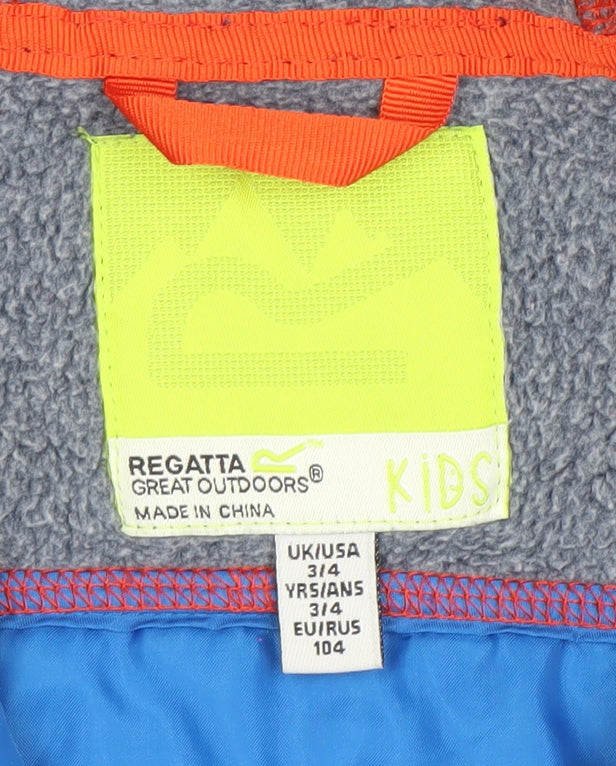 REGATTA
GREAT OUTDOORS®
MADE IN CHINA
KiDS
UK/USA
3/4
YRS/ANS
3/4
EU/RUS
104